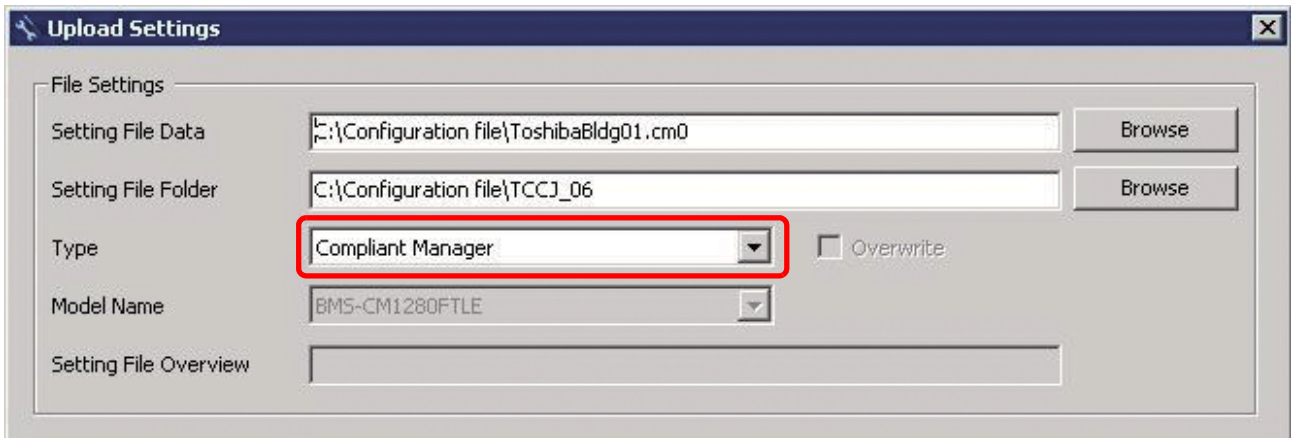 Upload Settings
File Settings
Setting File Data C:\Configuration file\ToshibaBldg01.cm0 Browse
Setting File Folder C:\Configuration file\TCCJ_06 Browse
Type Compliant Manager Overwrite
Model Name BMS-CM1280FTLE
Setting File Overview